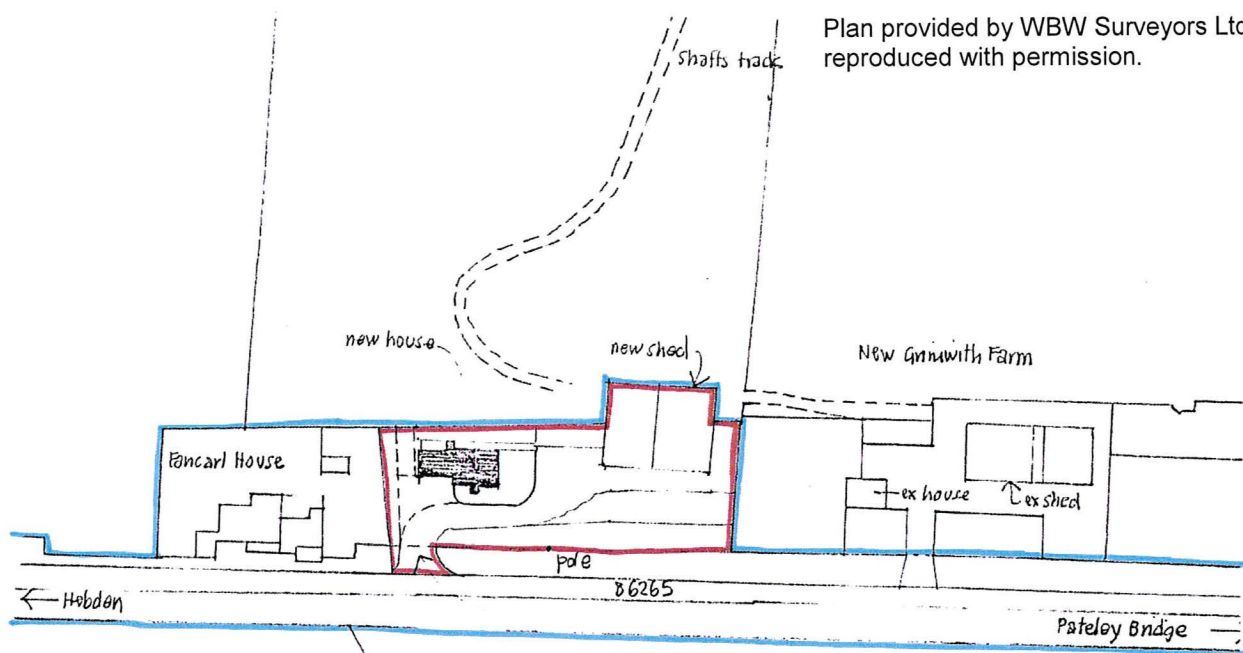 Plan provided by WBW Surveyors Ltd
reproduced with permission.
Shafts track
new house
new shed
New Grimwith Farm
Fancarl House
ex house
ex shed
pole
B6265
← Hebden
Pateley Bridge →